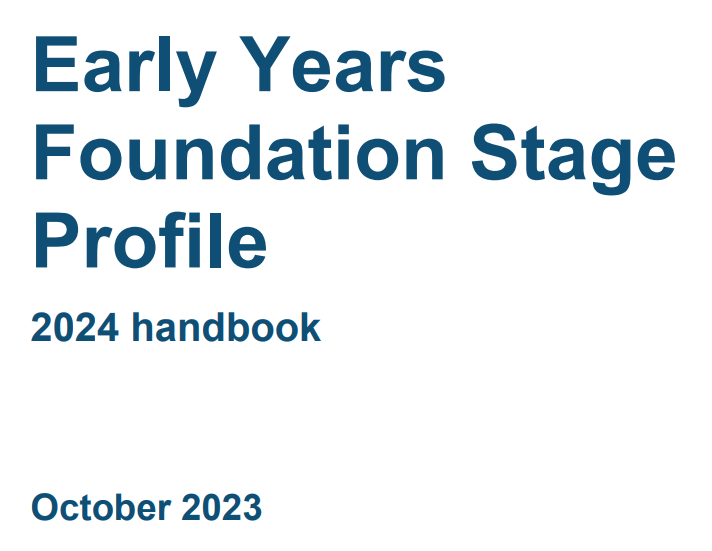 Early Years
Foundation Stage
Profile
2024 handbook
October 2023